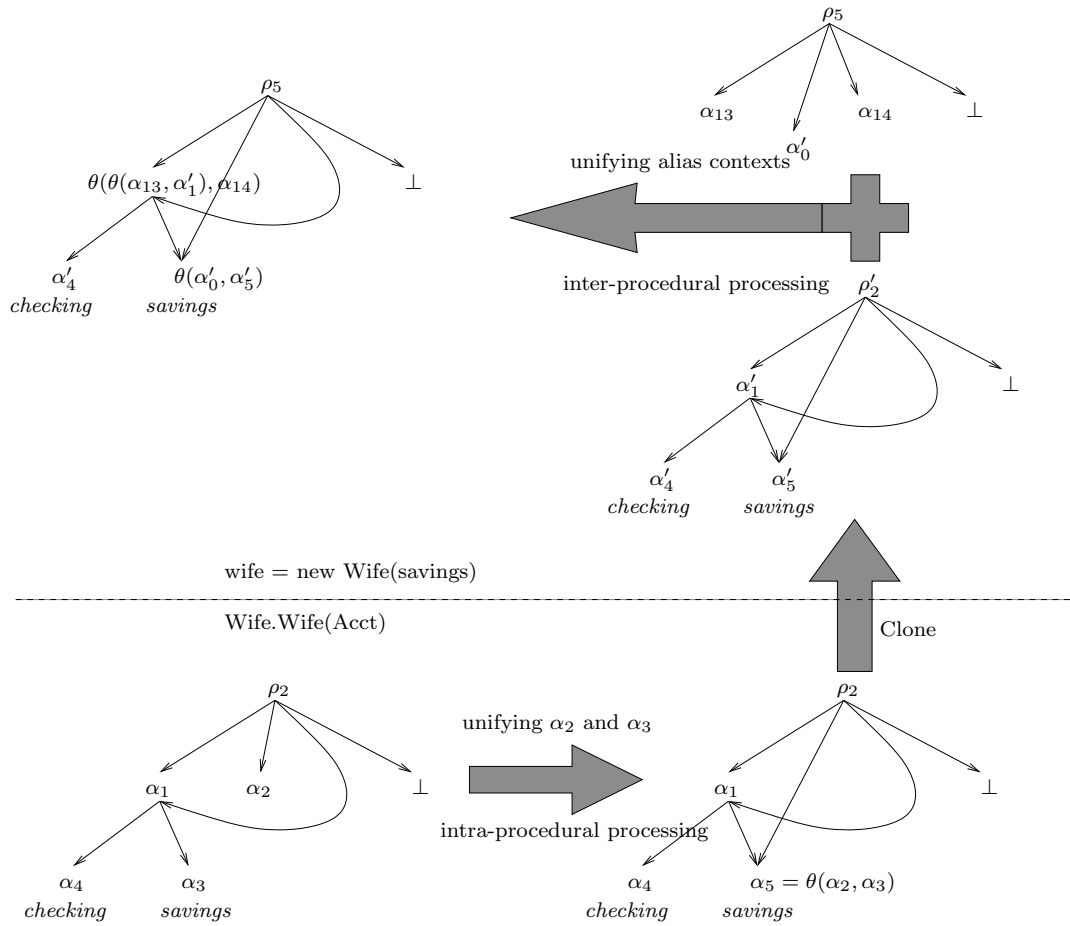 ρ₅
ρ₅
α₁₃
α₁₄
⊥
α′₀
unifying alias contexts
θ(θ(α₁₃, α′₁), α₁₄)
⊥
α′₄
θ(α′₀, α′₅)
checking
savings
inter-procedural processing
ρ′₂
α′₁
⊥
α′₄
α′₅
checking
savings
wife = new Wife(savings)
Wife.Wife(Acct)
Clone
ρ₂
ρ₂
unifying α₂ and α₃
α₁
α₂
⊥
α₁
⊥
intra-procedural processing
α₄
α₃
α₄
α₅ = θ(α₂, α₃)
checking
savings
checking
savings